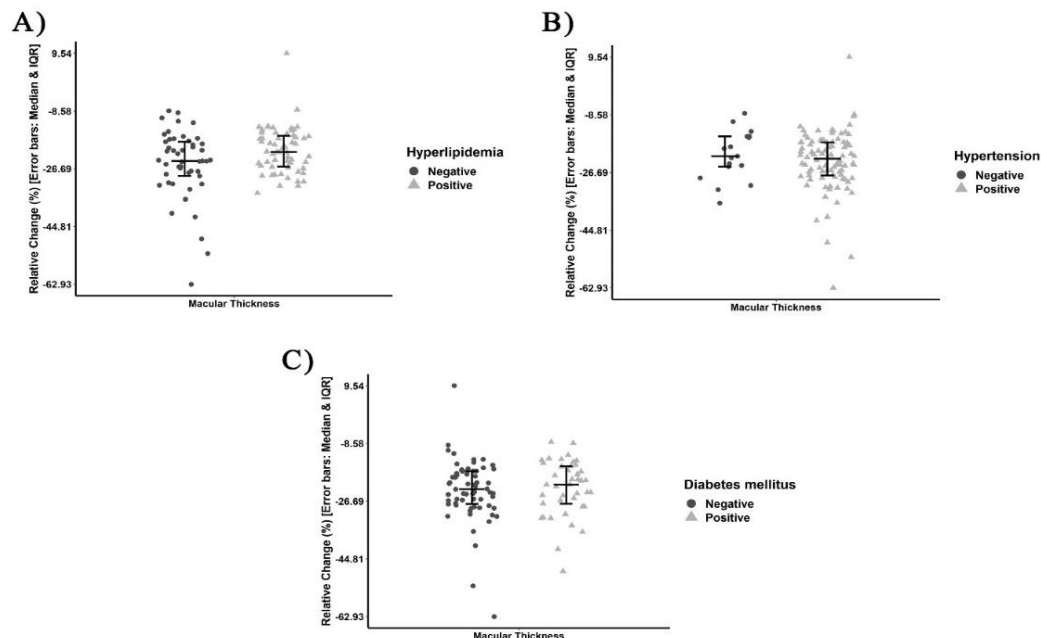 A)
Relative Change (%) [Error bars: Median & IQR]
9.54
-8.58
-26.69
-44.81
-62.93
Macular Thickness
Hyperlipidemia
Negative
Positive
B)
Relative Change (%) [Error bars: Median & IQR]
9.54
-8.58
-26.69
-44.81
-62.93
Macular Thickness
Hypertension
Negative
Positive
C)
Relative Change (%) [Error bars: Median & IQR]
9.54
-8.58
-26.69
-44.81
-62.93
Macular Thickness
Diabetes mellitus
Negative
Positive